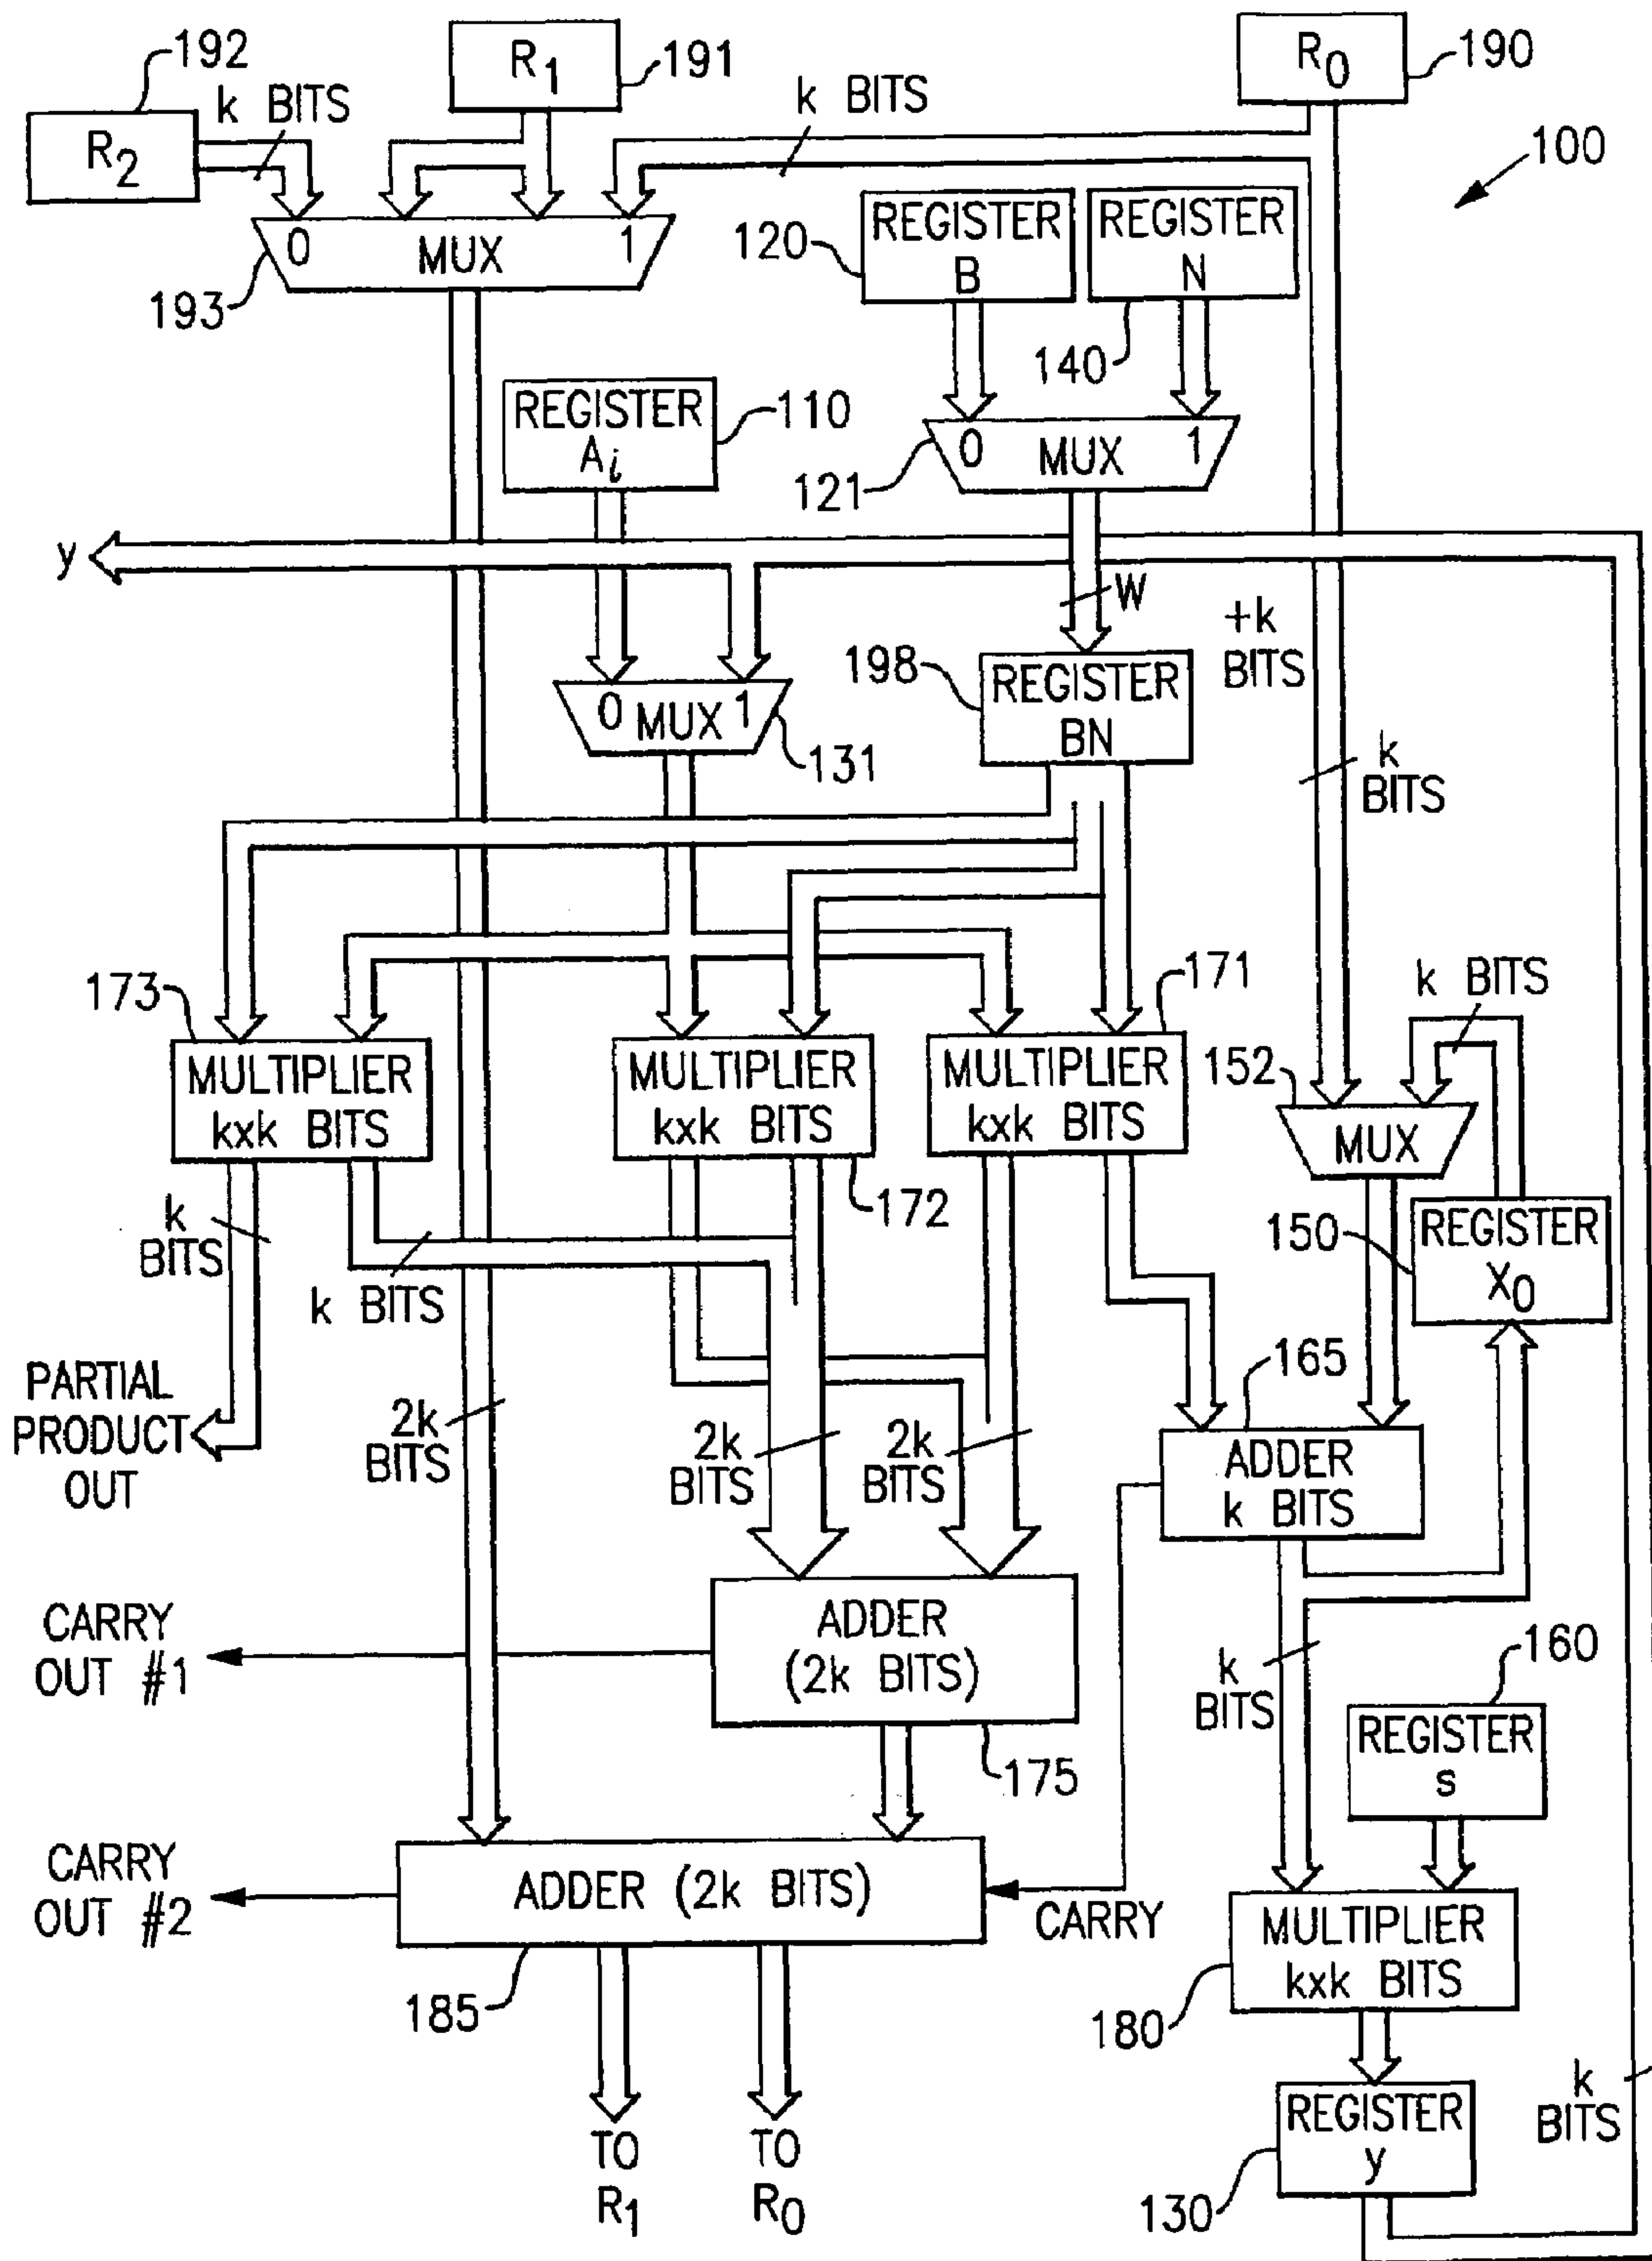 192
k BITS
R1
191
k BITS
R0
190
R2
100
0 MUX 1
193
120
REGISTER
B
REGISTER
N
140
REGISTER
Ai
110
0 MUX 1
121
y
W
+k
BITS
198
REGISTER
BN
0 MUX 1
131
k
BITS
173
171
k BITS
MULTIPLIER
kxk BITS
MULTIPLIER
kxk BITS
MULTIPLIER
kxk BITS
152
MUX
172
k
BITS
k BITS
150
REGISTER
X0
PARTIAL
PRODUCT
OUT
2k
BITS
2k
BITS
2k
BITS
165
ADDER
k BITS
CARRY
OUT #1
ADDER
(2k BITS)
175
k
BITS
160
REGISTER
s
CARRY
OUT #2
ADDER (2k BITS)
CARRY
185
MULTIPLIER
kxk BITS
180
TO
R1
TO
R0
REGISTER
y
130
k
BITS